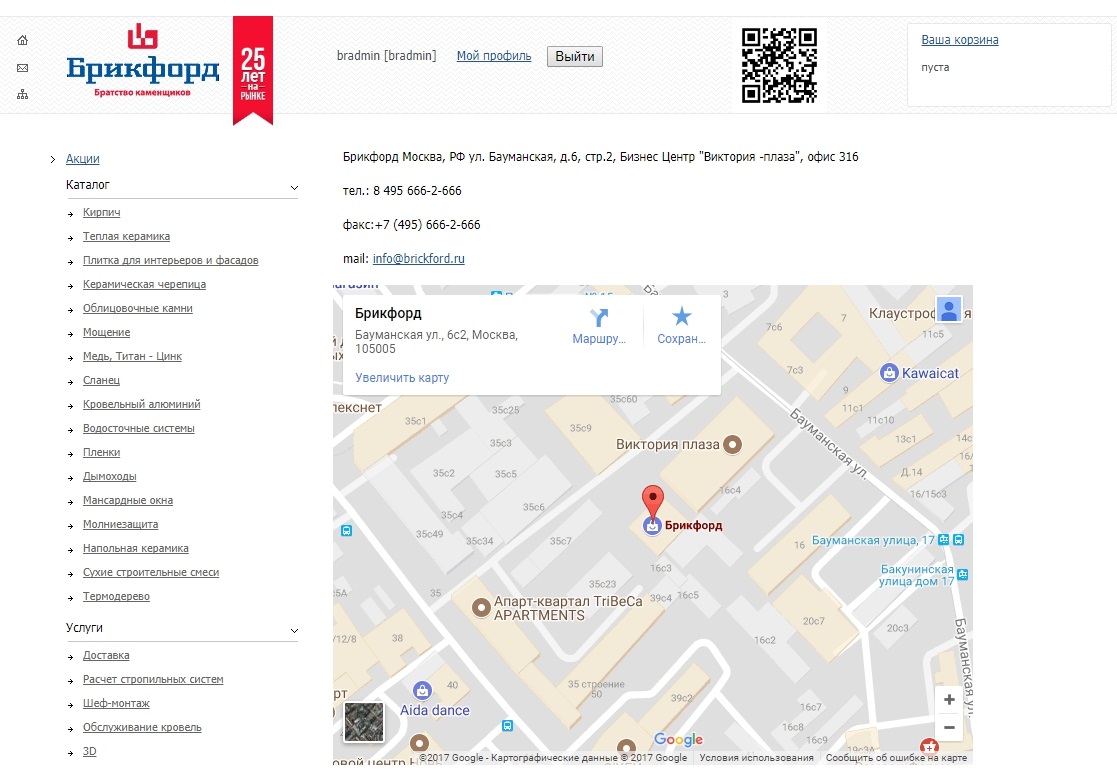 Брикфорд
Братство каменщиков
25
лет
на
рынке
bradmin [bradmin]
Мой профиль
Выйти
Ваша корзина
пуста
Акции
Каталог
Кирпич
Теплая керамика
Плитка для интерьеров и фасадов
Керамическая черепица
Облицовочные камни
Мощение
Медь, Титан - Цинк
Сланец
Кровельный алюминий
Водосточные системы
Пленки
Дымоходы
Мансардные окна
Молниезащита
Напольная керамика
Сухие строительные смеси
Термодерево
Услуги
Доставка
Расчет стропильных систем
Шеф-монтаж
Обслуживание кровель
3D
Брикфорд Москва, РФ ул. Бауманская, д.6, стр.2, Бизнес Центр "Виктория -плаза", офис 316
тел.: 8 495 666-2-666
факс:+7 (495) 666-2-666
mail: info@brickford.ru
Брикфорд
Бауманская ул., 6с2, Москва,
105005
Увеличить карту
Маршру...
Сохран...
7с6
7с3
Kawaicat
9
11с1
11с10
13с1
14с
Д.14
16/15с3
лекснет
35с1
35с25
35с60
35с3
35с9
Виктория плаза
Бауманская ул.
35с2
35с5
16с4
35с4
35с6
35с49
35с34
35с7
Брикфорд
16
Бауманская улица, 17
Бакунинская
улица дом 17
35
35с23
16с3
39с4
16с5
Апарт-квартал TriBeCa
APARTMENTS
20с7
20с3
Бауманская ул.
/12/8
38
16с2
40
35 строение
50
39с2
Aida dance
16с7
16с8
16с9
Google
©2017 Google - Картографические данные © 2017 Google
Условия использования
Сообщить об ошибке на карте